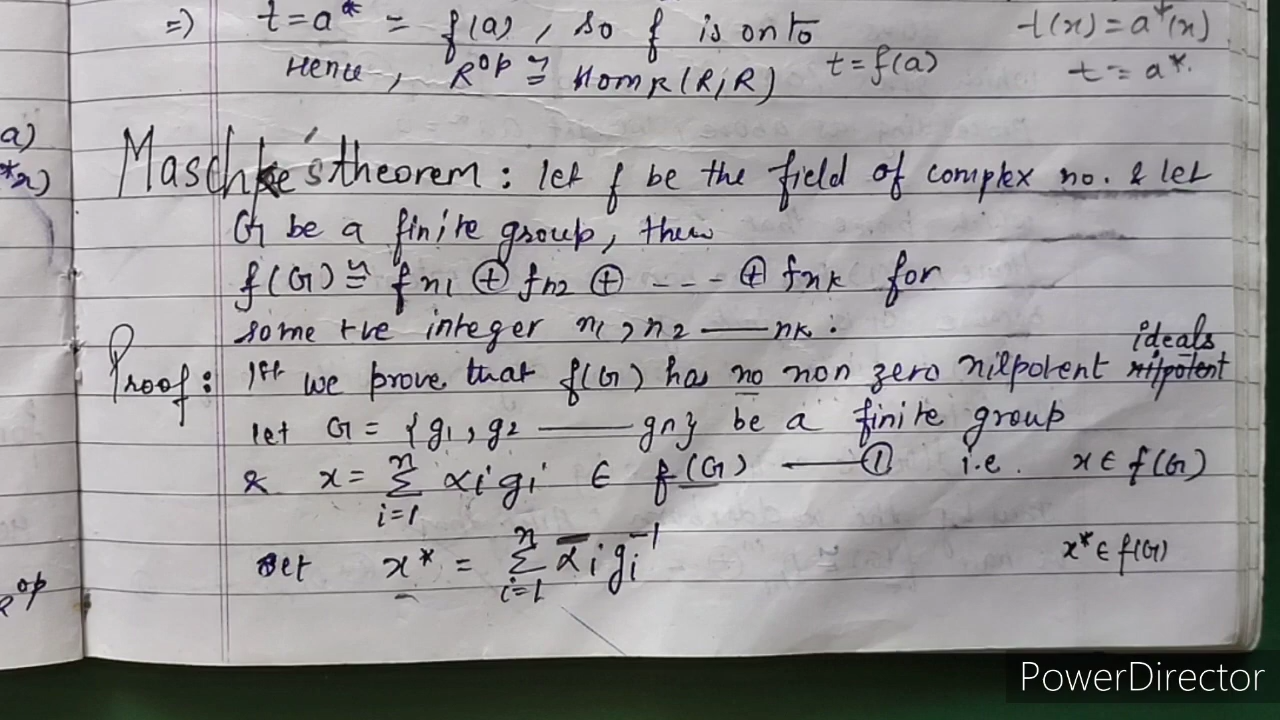 =) t = a* = f(a), so f is onto t(x) = a*(x)
Hence, R^op ≅ Hom_R(R,R) t = f(a) t = a*.
a)
*x)
Maschke's theorem : let f be the field of complex no. & let
G be a finite group, then
f(G) ≅ f_n1 ⊕ f_n2 ⊕ --- ⊕ f_nk for
some +ve integer n1, n2 — nk.
ideals
Proof : Ist we prove that f(G) has no non zero nilpotent nilpotent
let G = {g1, g2 — gn} be a finite group
& x = Σ_{i=1}^{n} αi gi ∈ f(G) — ① i.e. x ∈ f(G)
Set x* = Σ_{i=1}^{n} ᾱi gi^-1 x* ∈ f(G)
R^op
PowerDirector